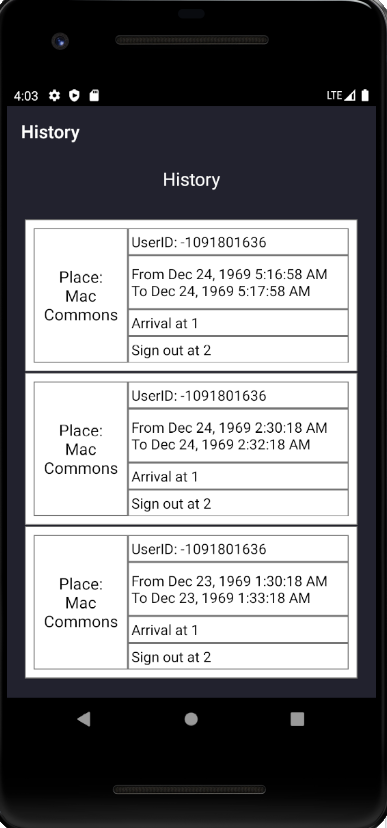 4:03
LTE
History
History
Place:
Mac
Commons
UserID: -1091801636
From Dec 24, 1969 5:16:58 AM
To Dec 24, 1969 5:17:58 AM
Arrival at 1
Sign out at 2
Place:
Mac
Commons
UserID: -1091801636
From Dec 24, 1969 2:30:18 AM
To Dec 24, 1969 2:32:18 AM
Arrival at 1
Sign out at 2
Place:
Mac
Commons
UserID: -1091801636
From Dec 23, 1969 1:30:18 AM
To Dec 23, 1969 1:33:18 AM
Arrival at 1
Sign out at 2